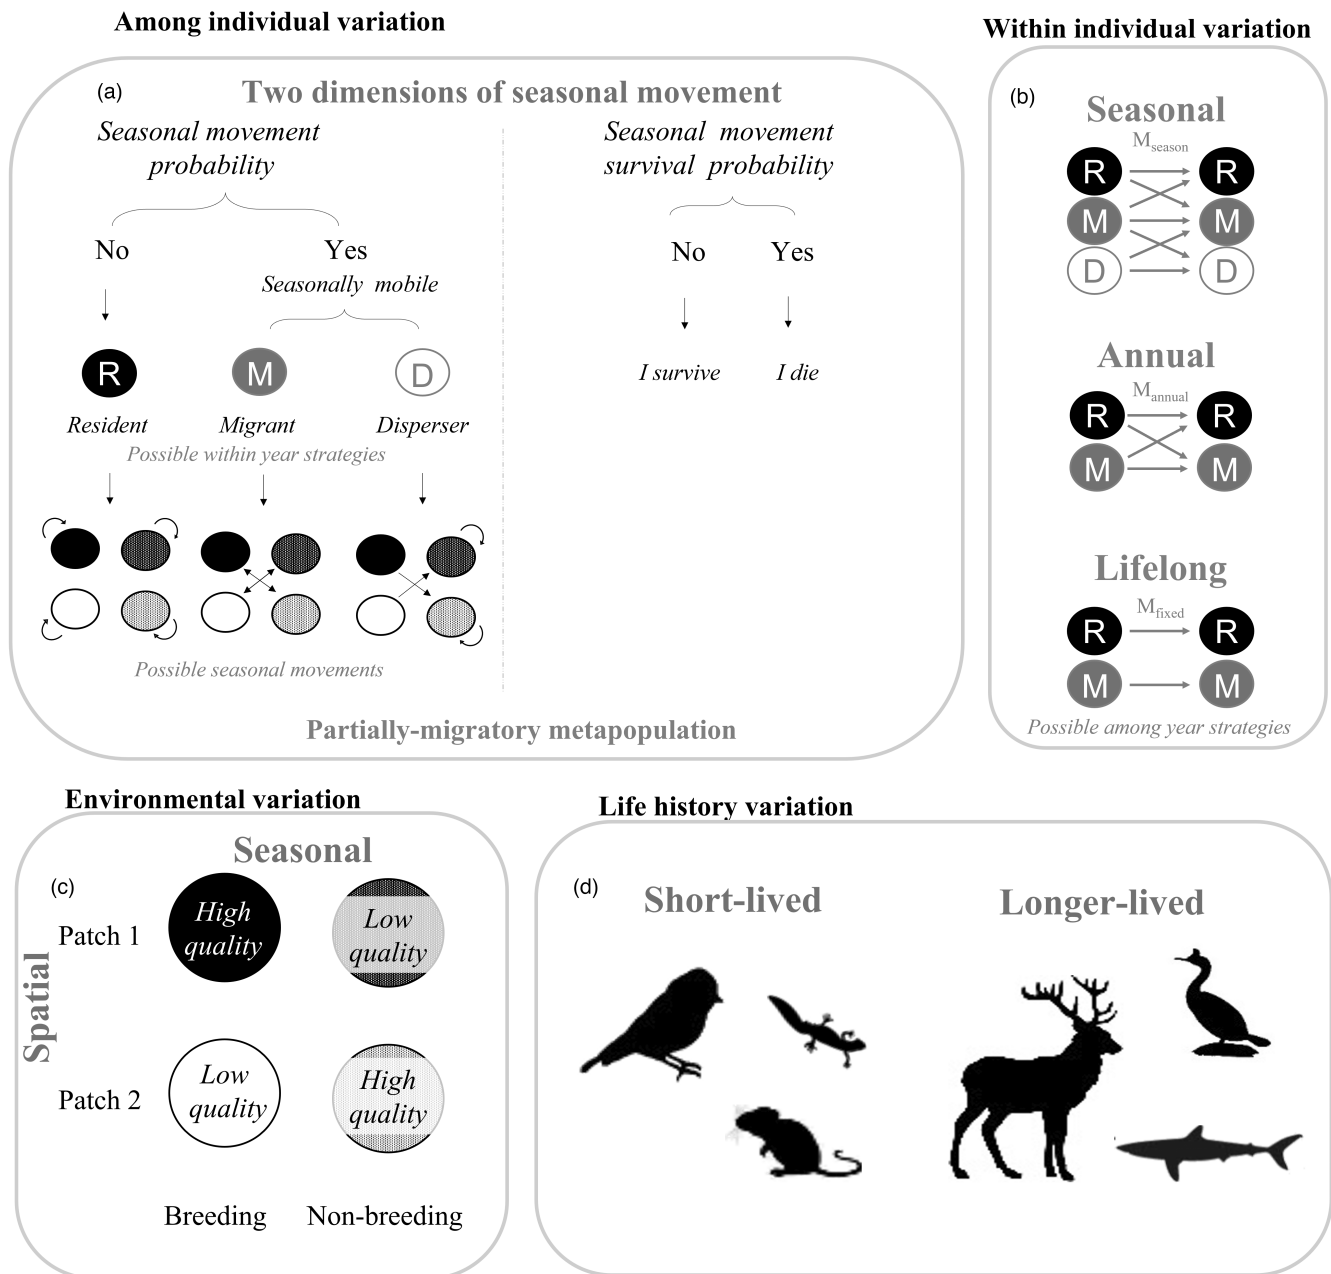 Among individual variation
(a)
Two dimensions of seasonal movement
Seasonal movement
probability
No
Yes
Seasonally mobile
R
M
D
Resident
Migrant
Disperser
Possible within year strategies
Possible seasonal movements
Seasonal movement
survival probability
No
Yes
I survive
I die
Partially-migratory metapopulation
Within individual variation
(b)
Seasonal
Mseason
R
R
M
M
D
D
Annual
Mannual
R
R
M
M
Lifelong
Mfixed
R
R
M
M
Possible among year strategies
Environmental variation
Seasonal
(c)
Spatial
Patch 1
High
quality
Low
quality
Patch 2
Low
quality
High
quality
Breeding
Non-breeding
Life history variation
(d)
Short-lived
Longer-lived